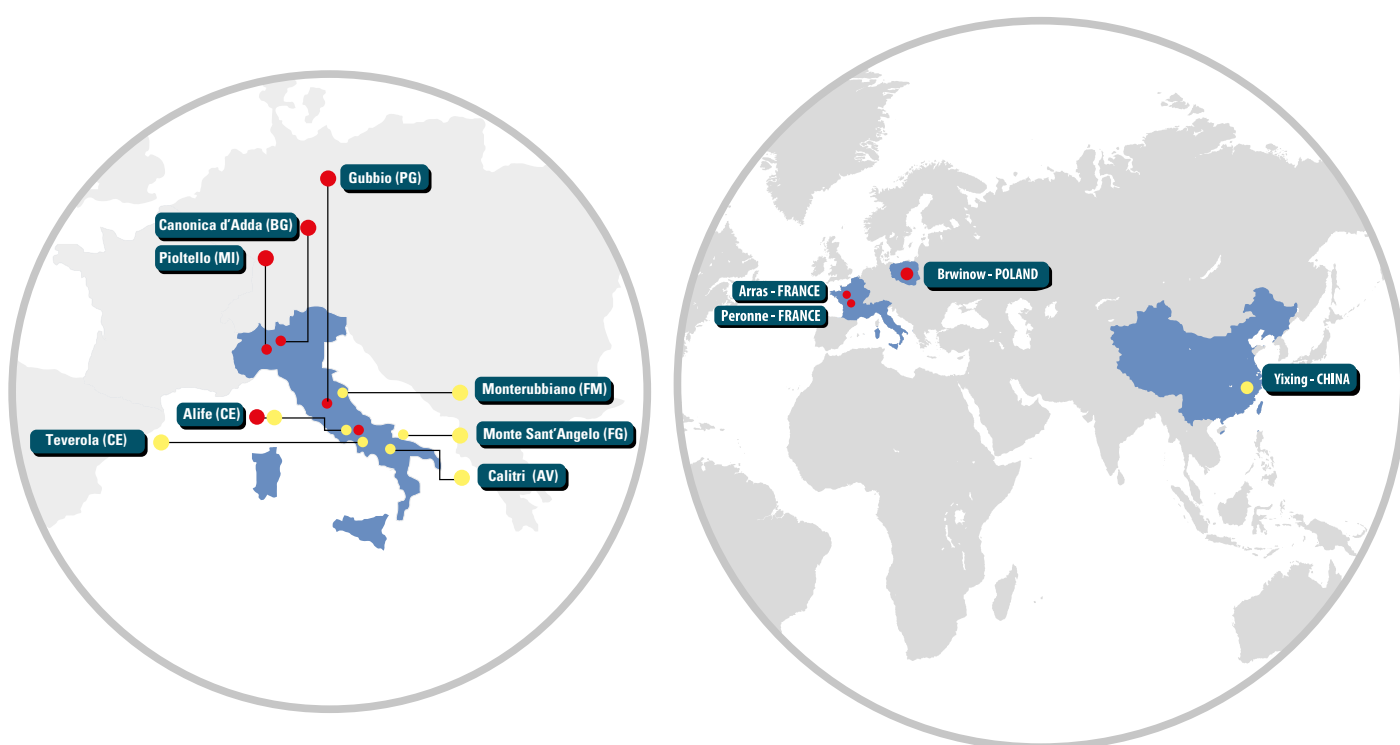 Gubbio (PG)
Canonica d’Adda (BG)
Pioltello (MI)
Monterubbiano (FM)
Alife (CE)
Monte Sant’Angelo (FG)
Teverola (CE)
Calitri (AV)
Brwinow - POLAND
Arras - FRANCE
Peronne - FRANCE
Yixing - CHINA